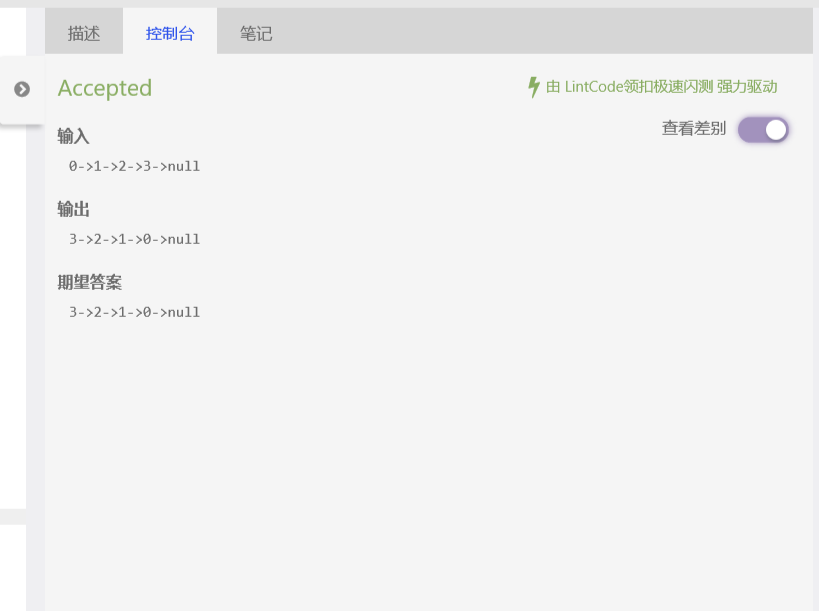 描述 控制台 笔记
Accepted
由 LintCode领扣极速闪测 强力驱动
查看差别
输入
0->1->2->3->null
输出
3->2->1->0->null
期望答案
3->2->1->0->null